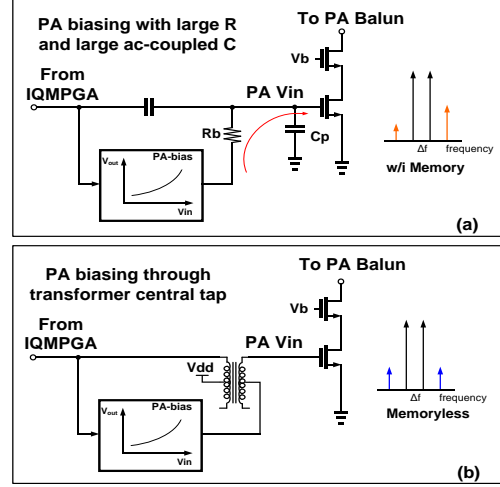 PA biasing with large R
and large ac-coupled C
To PA Balun
From
IQMPGA
Vb
PA Vin
Rb
Cp
PA-bias
Vout
Vin
Δf
frequency
w/i Memory
(a)
PA biasing through
transformer central tap
To PA Balun
From
IQMPGA
Vb
PA Vin
Vdd
PA-bias
Vout
Vin
Δf
frequency
Memoryless
(b)